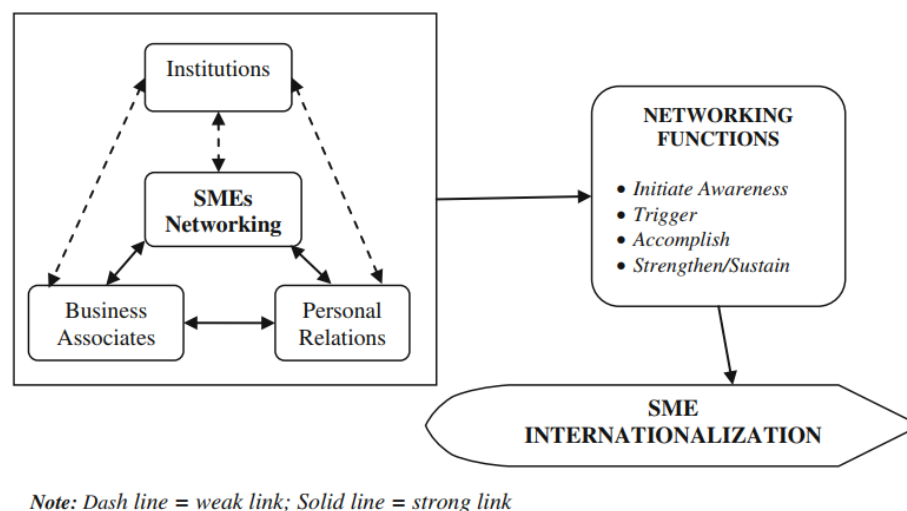 Institutions
SMEs
Networking
Business
Associates
Personal
Relations
NETWORKING
FUNCTIONS
• Initiate Awareness
• Trigger
• Accomplish
• Strengthen/Sustain
SME
INTERNATIONALIZATION
Note: Dash line = weak link; Solid line = strong link